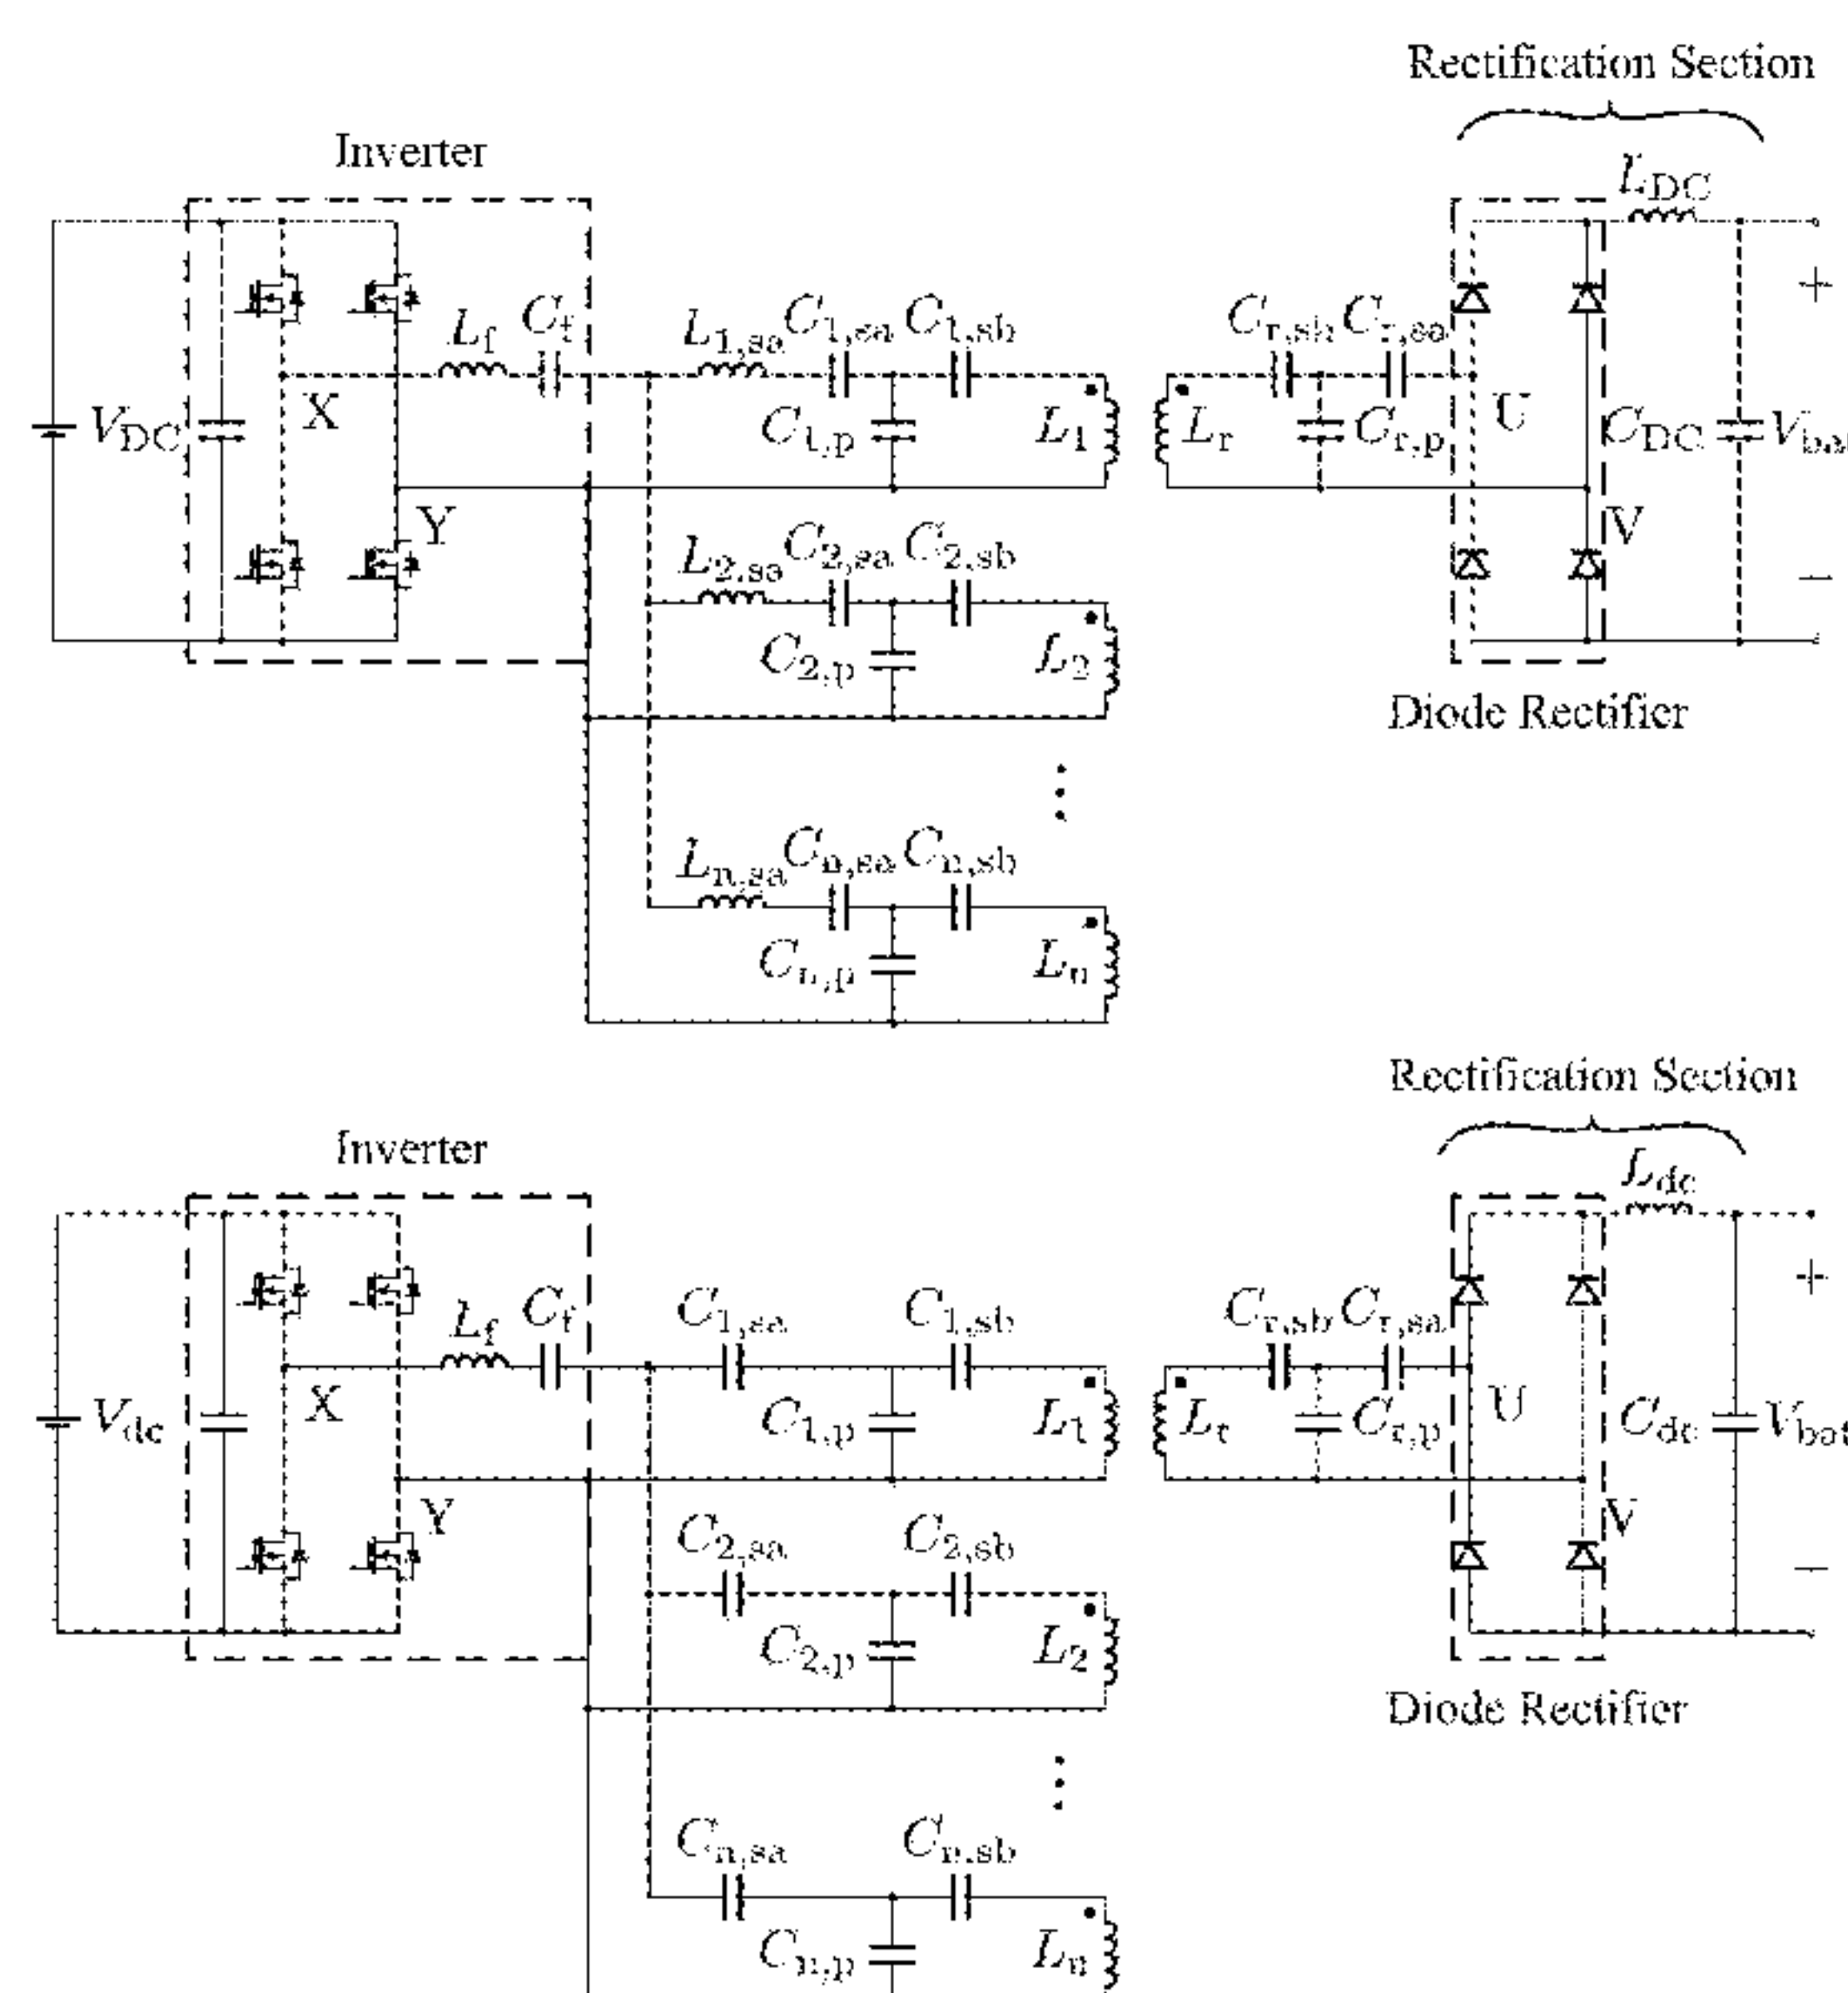 Rectification Section
Inverter
L_DC
L_f C_f L_1,sa C_1,sa C_1,sb C_r,sb C_r,sa +
V_DC X C_1,p L_1 L_r C_r,p U C_DC V_bat
Y L_2,sa C_2,sa C_2,sb V −
C_2,p L_2
Diode Rectifier
⋮
L_n,sa C_n,sa C_n,sb
C_n,p L_n
Rectification Section
Inverter
L_dc
L_f C_f C_1,sa C_1,sb C_r,sb C_r,sa +
V_dc X C_1,p L_1 L_r C_r,p U C_dc V_bat
Y C_2,sa C_2,sb V −
C_2,p L_2
Diode Rectifier
⋮
C_n,sa C_n,sb
C_n,p L_n